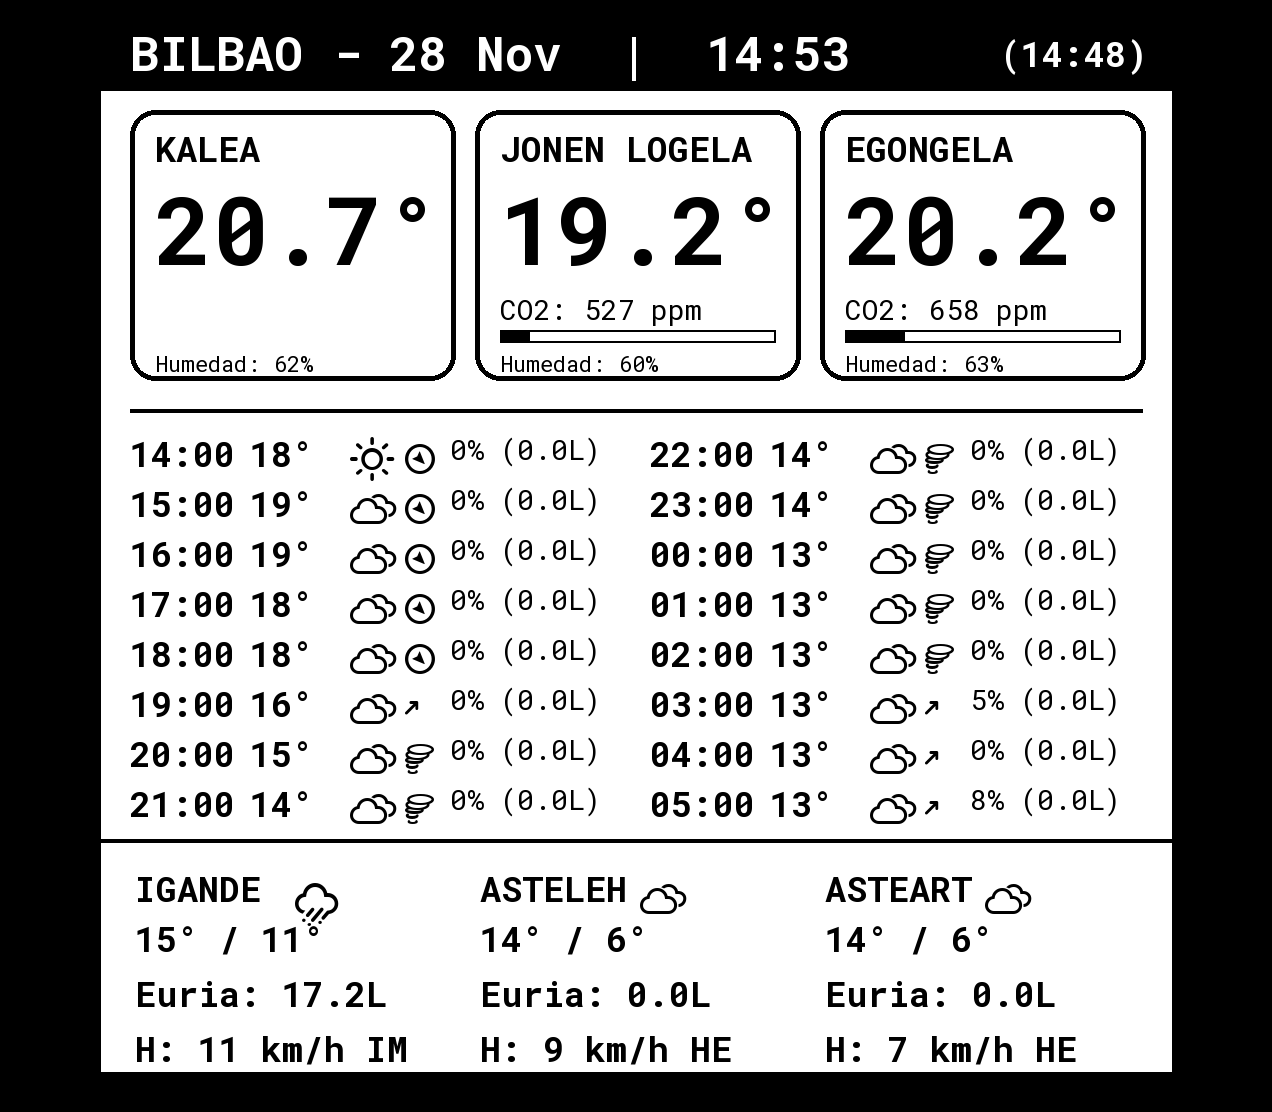 BILBAO - 28 Nov | 14:53 (14:48)
KALEA
20.7°
Humedad: 62%
JONEN LOGELA
19.2°
CO2: 527 ppm
Humedad: 60%
EGONGELA
20.2°
CO2: 658 ppm
Humedad: 63%
14:00 18° 0% (0.0L)
15:00 19° 0% (0.0L)
16:00 19° 0% (0.0L)
17:00 18° 0% (0.0L)
18:00 18° 0% (0.0L)
19:00 16° 0% (0.0L)
20:00 15° 0% (0.0L)
21:00 14° 0% (0.0L)
22:00 14° 0% (0.0L)
23:00 14° 0% (0.0L)
00:00 13° 0% (0.0L)
01:00 13° 0% (0.0L)
02:00 13° 0% (0.0L)
03:00 13° 5% (0.0L)
04:00 13° 0% (0.0L)
05:00 13° 8% (0.0L)
IGANDE
15° / 11°
Euria: 17.2L
H: 11 km/h IM
ASTELEH
14° / 6°
Euria: 0.0L
H: 9 km/h HE
ASTEART
14° / 6°
Euria: 0.0L
H: 7 km/h HE